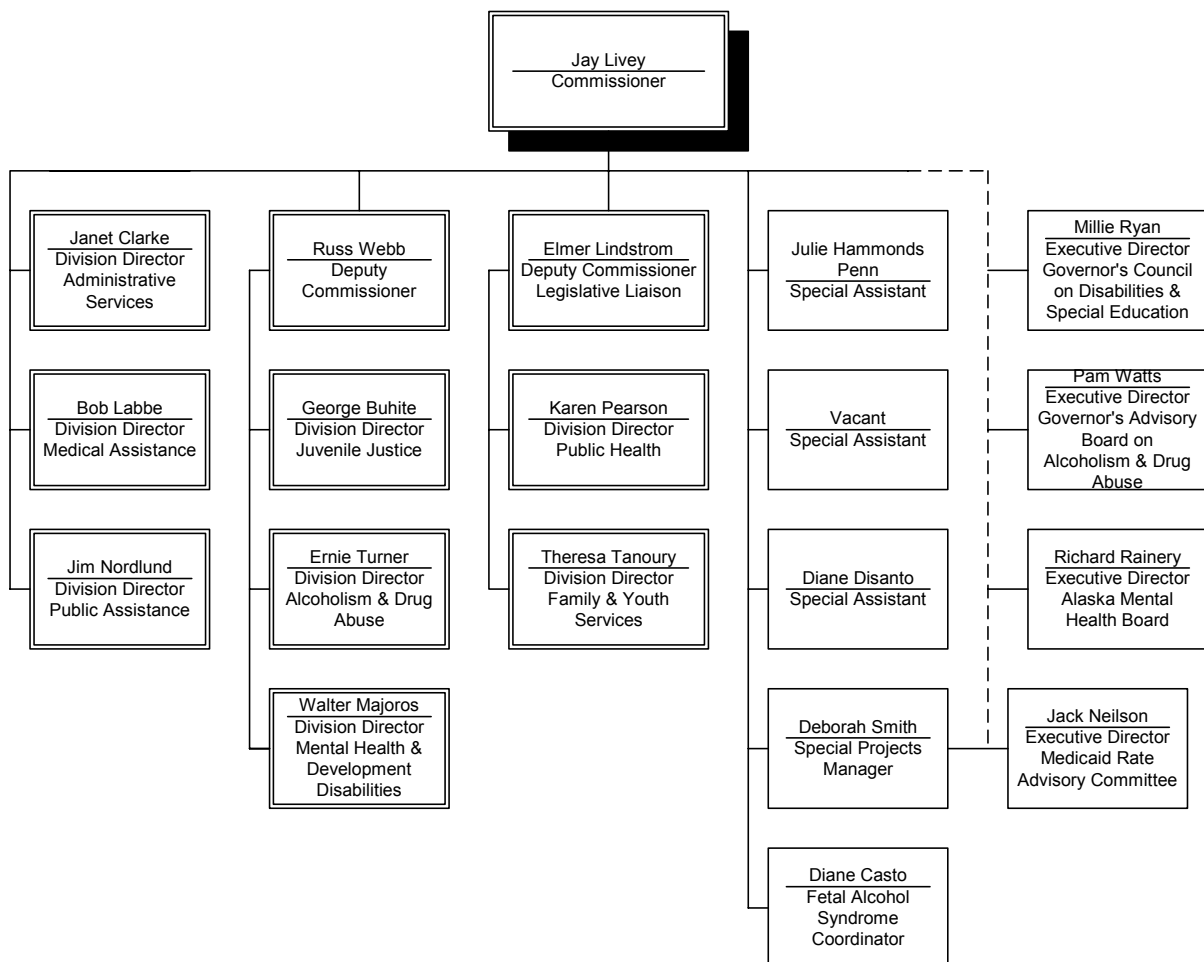 Jay Livey
Commissioner
Janet Clarke
Division Director
Administrative
Services
Bob Labbe
Division Director
Medical Assistance
Jim Nordlund
Division Director
Public Assistance
Russ Webb
Deputy
Commissioner
George Buhite
Division Director
Juvenile Justice
Ernie Turner
Division Director
Alcoholism & Drug
Abuse
Walter Majoros
Division Director
Mental Health &
Development
Disabilities
Elmer Lindstrom
Deputy Commissioner
Legislative Liaison
Karen Pearson
Division Director
Public Health
Theresa Tanoury
Division Director
Family & Youth
Services
Julie Hammonds
Penn
Special Assistant
Vacant
Special Assistant
Diane Disanto
Special Assistant
Deborah Smith
Special Projects
Manager
Diane Casto
Fetal Alcohol
Syndrome
Coordinator
Millie Ryan
Executive Director
Governor's Council
on Disabilities &
Special Education
Pam Watts
Executive Director
Governor's Advisory
Board on
Alcoholism & Drug
Abuse
Richard Rainery
Executive Director
Alaska Mental
Health Board
Jack Neilson
Executive Director
Medicaid Rate
Advisory Committee